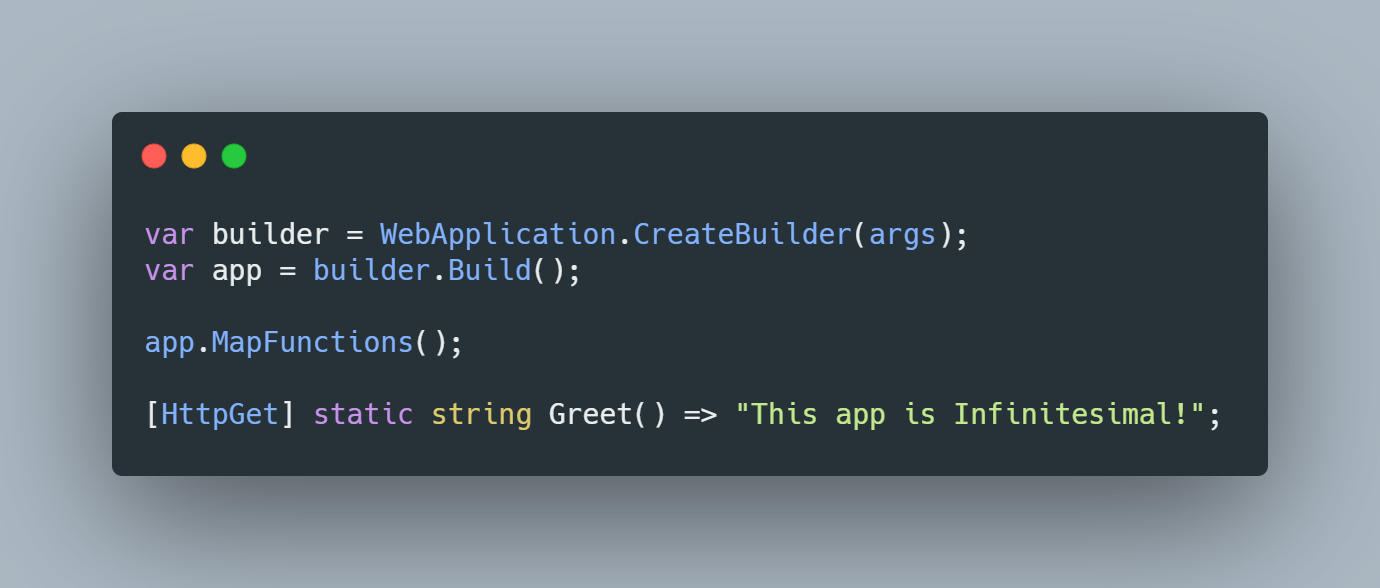 var builder = WebApplication.CreateBuilder(args);
var app = builder.Build();
app.MapFunctions();
[HttpGet] static string Greet() => "This app is Infinitesimal!";